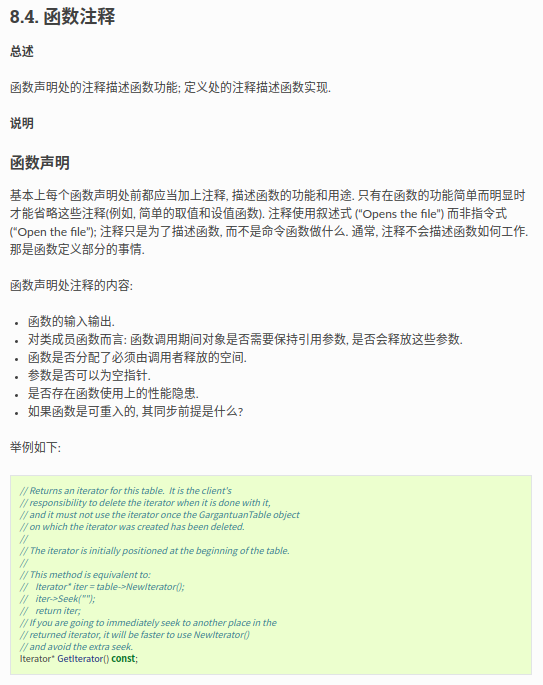 8.4. 函数注释
总述
函数声明处的注释描述函数功能; 定义处的注释描述函数实现.
说明
函数声明
基本上每个函数声明处前都应当加上注释, 描述函数的功能和用途. 只有在函数的功能简单而明显时
才能省略这些注释(例如, 简单的取值和设值函数). 注释使用叙述式 (“Opens the file”) 而非指令式
(“Open the file”); 注释只是为了描述函数, 而不是命令函数做什么. 通常, 注释不会描述函数如何工作.
那是函数定义部分的事情.
函数声明处注释的内容:
• 函数的输入输出.
• 对类成员函数而言: 函数调用期间对象是否需要保持引用参数, 是否会释放这些参数.
• 函数是否分配了必须由调用者释放的空间.
• 参数是否可以为空指针.
• 是否存在函数使用上的性能隐患.
• 如果函数是可重入的, 其同步前提是什么?
举例如下:
// Returns an iterator for this table.  It is the client's
// responsibility to delete the iterator when it is done with it,
// and it must not use the iterator once the GargantuanTable object
// on which the iterator was created has been deleted.
//
// The iterator is initially positioned at the beginning of the table.
//
// This method is equivalent to:
//    Iterator* iter = table->NewIterator();
//    iter->Seek("");
//    return iter;
// If you are going to immediately seek to another place in the
// returned iterator, it will be faster to use NewIterator()
// and avoid the extra seek.
Iterator* GetIterator() const;